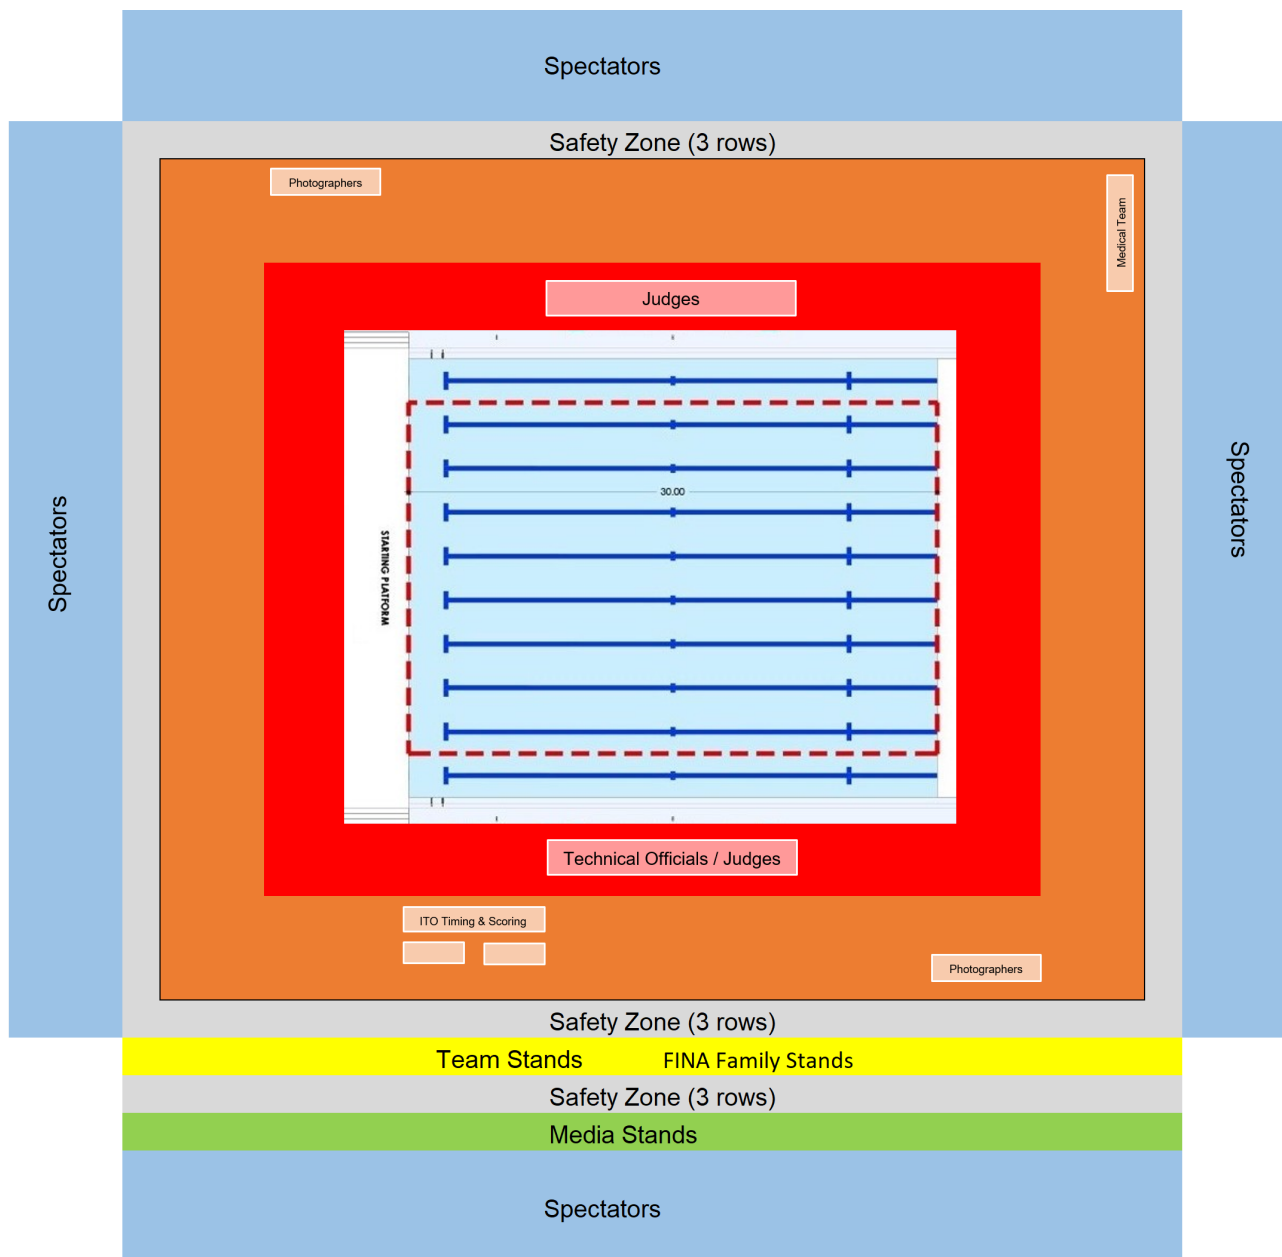 Spectators
Safety Zone (3 rows)
Photographers
Medical Team
Judges
30.00
STARTING PLATFORM
Spectators
Spectators
Technical Officials / Judges
ITO Timing & Scoring
Photographers
Safety Zone (3 rows)
Team Stands FINA Family Stands
Safety Zone (3 rows)
Media Stands
Spectators